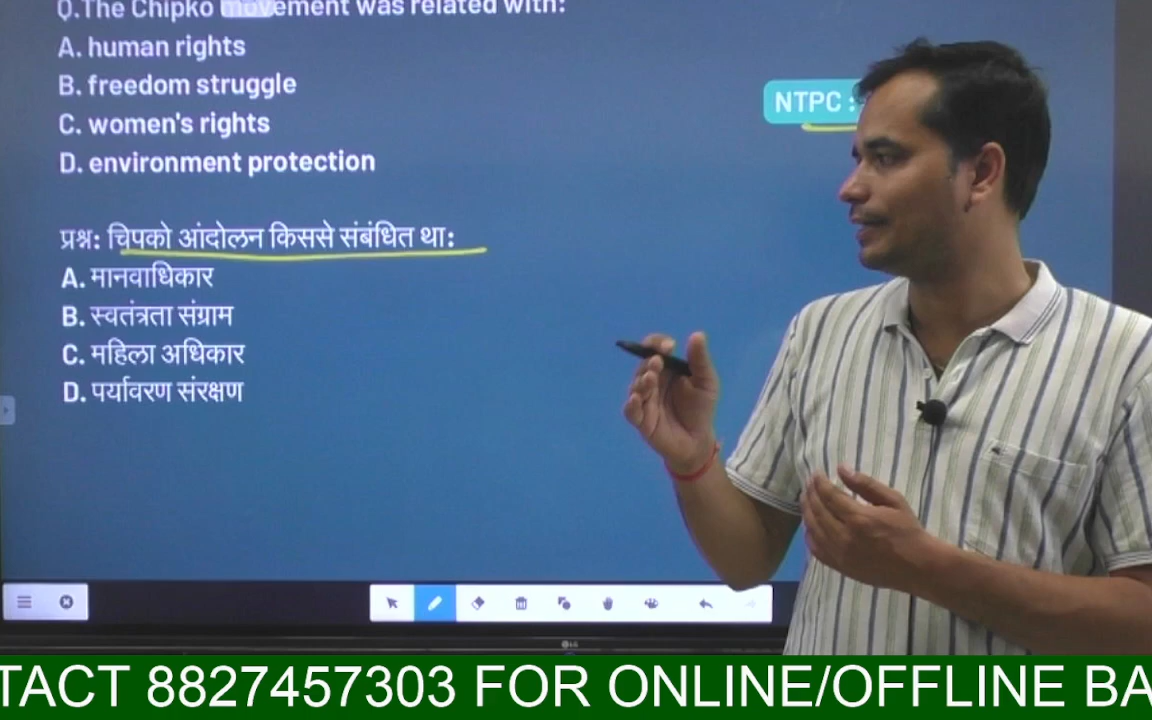 Q.The Chipko movement was related with:
A. human rights
B. freedom struggle
C. women's rights
D. environment protection
NTPC :
प्रश्न: चिपको आंदोलन किससे संबंधित था:
A. मानवाधिकार
B. स्वतंत्रता संग्राम
C. महिला अधिकार
D. पर्यावरण संरक्षण
LG
TACT 8827457303 FOR ONLINE/OFFLINE BA